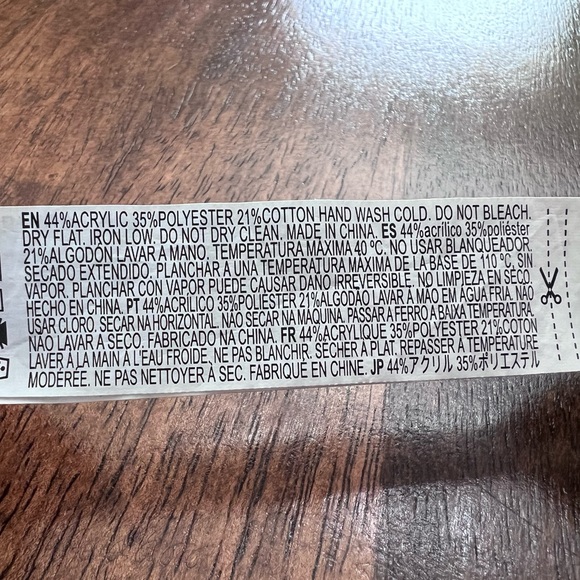 EN 44%ACRYLIC 35%POLYESTER 21%COTTON HAND WASH COLD. DO NOT BLEACH.
DRY FLAT. IRON LOW. DO NOT DRY CLEAN. MADE IN CHINA. ES 44%acrílico 35%poliéster
21%ALGODÓN LAVAR A MANO. TEMPERATURA MÁXIMA 40 ºC. NO USAR BLANQUEADOR.
SECADO EXTENDIDO. PLANCHAR A UNA TEMPERATURA MÁXIMA DE LA BASE DE 110 ºC, SIN
VAPOR. PLANCHAR CON VAPOR PUEDE CAUSAR DAÑO IRREVERSIBLE. NO LIMPIEZA EN SECO.
HECHO EN CHINA. PT 44%ACRÍLICO 35%POLIESTER 21%ALGODÃO LAVAR À MÃO EM ÁGUA FRIA. NÃO
USAR CLORO. SECAR NA HORIZONTAL. NÃO SECAR NA MÁQUINA. PASSAR A FERRO A BAIXA TEMPERATURA.
NÃO LAVAR A SECO. FABRICADO NA CHINA. FR 44%ACRYLIQUE 35%POLYESTER 21%COTON
LAVER À LA MAIN À L'EAU FROIDE, NE PAS BLANCHIR. SÉCHER À PLAT. REPASSER À TEMPÉRATURE
MODÉRÉE. NE PAS NETTOYER À SEC. FABRIQUÉ EN CHINE. JP 44%アクリル 35%ポリエステル